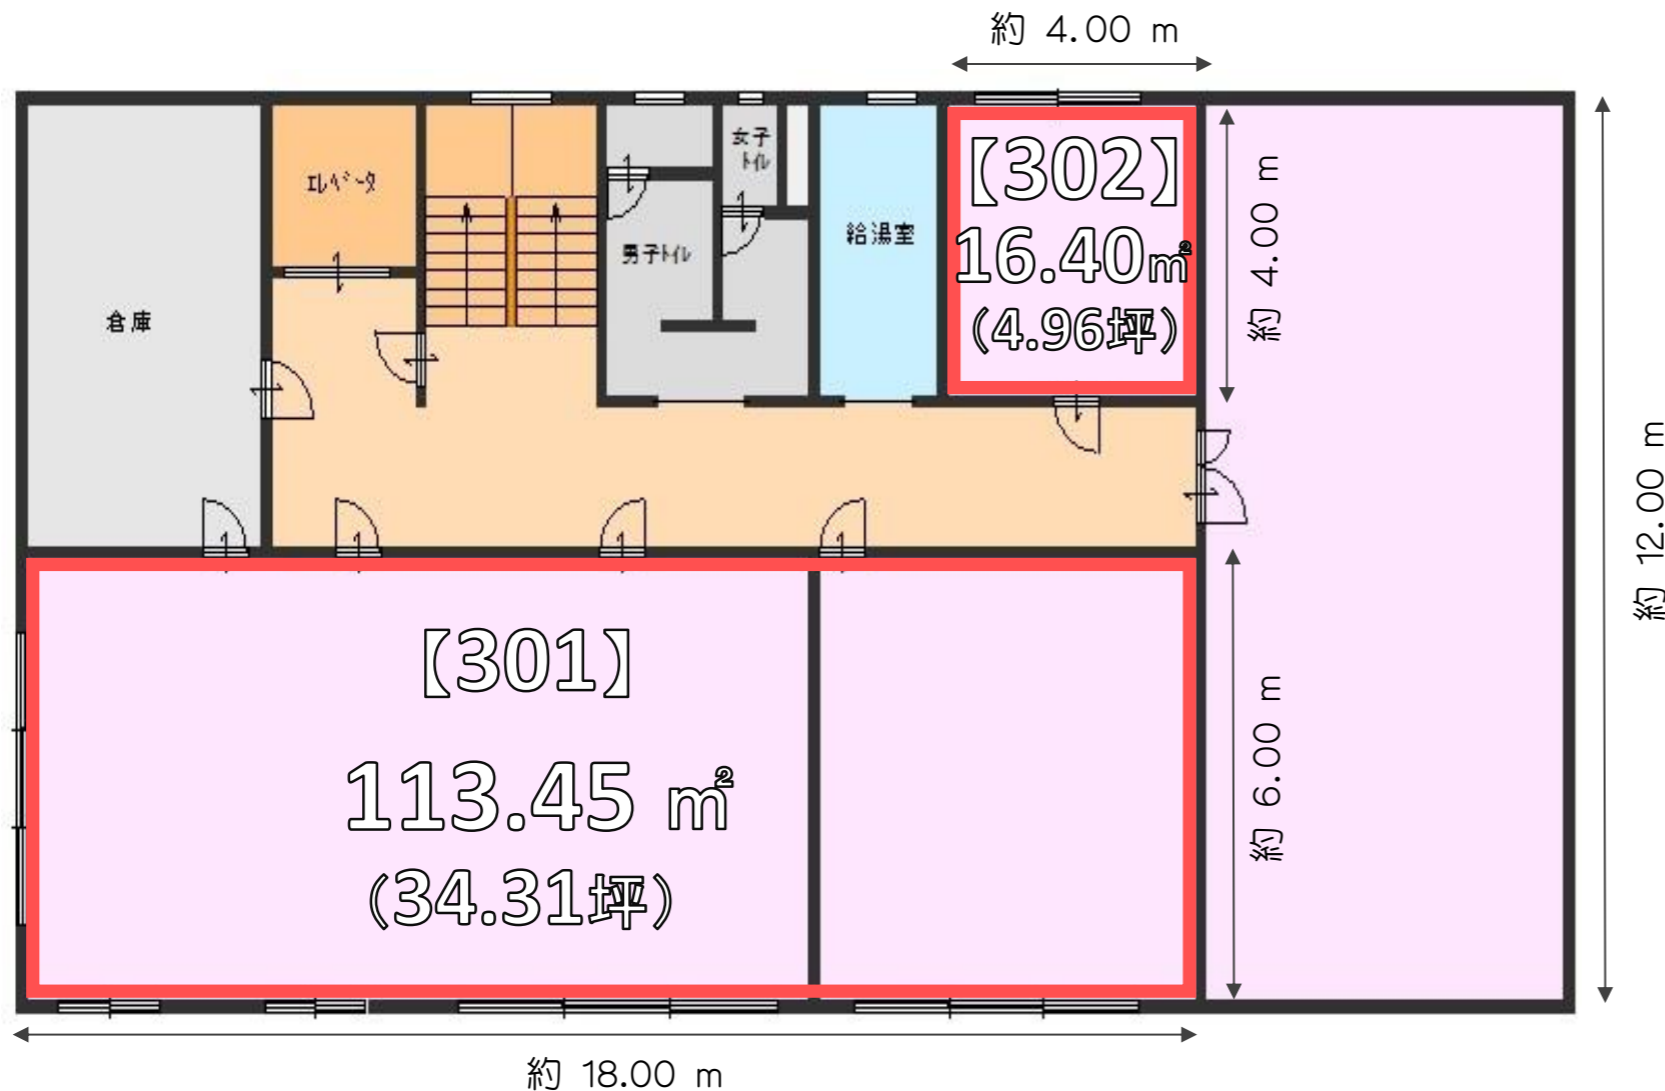 約 4.00 m
エレベータ
女子
トイレ
【302】
16.40㎡
(4.96坪)
約 4.00 m
男子トイレ
給湯室
倉庫
約 12.00 m
【301】
113.45 ㎡
(34.31坪)
約 6.00 m
約 18.00 m